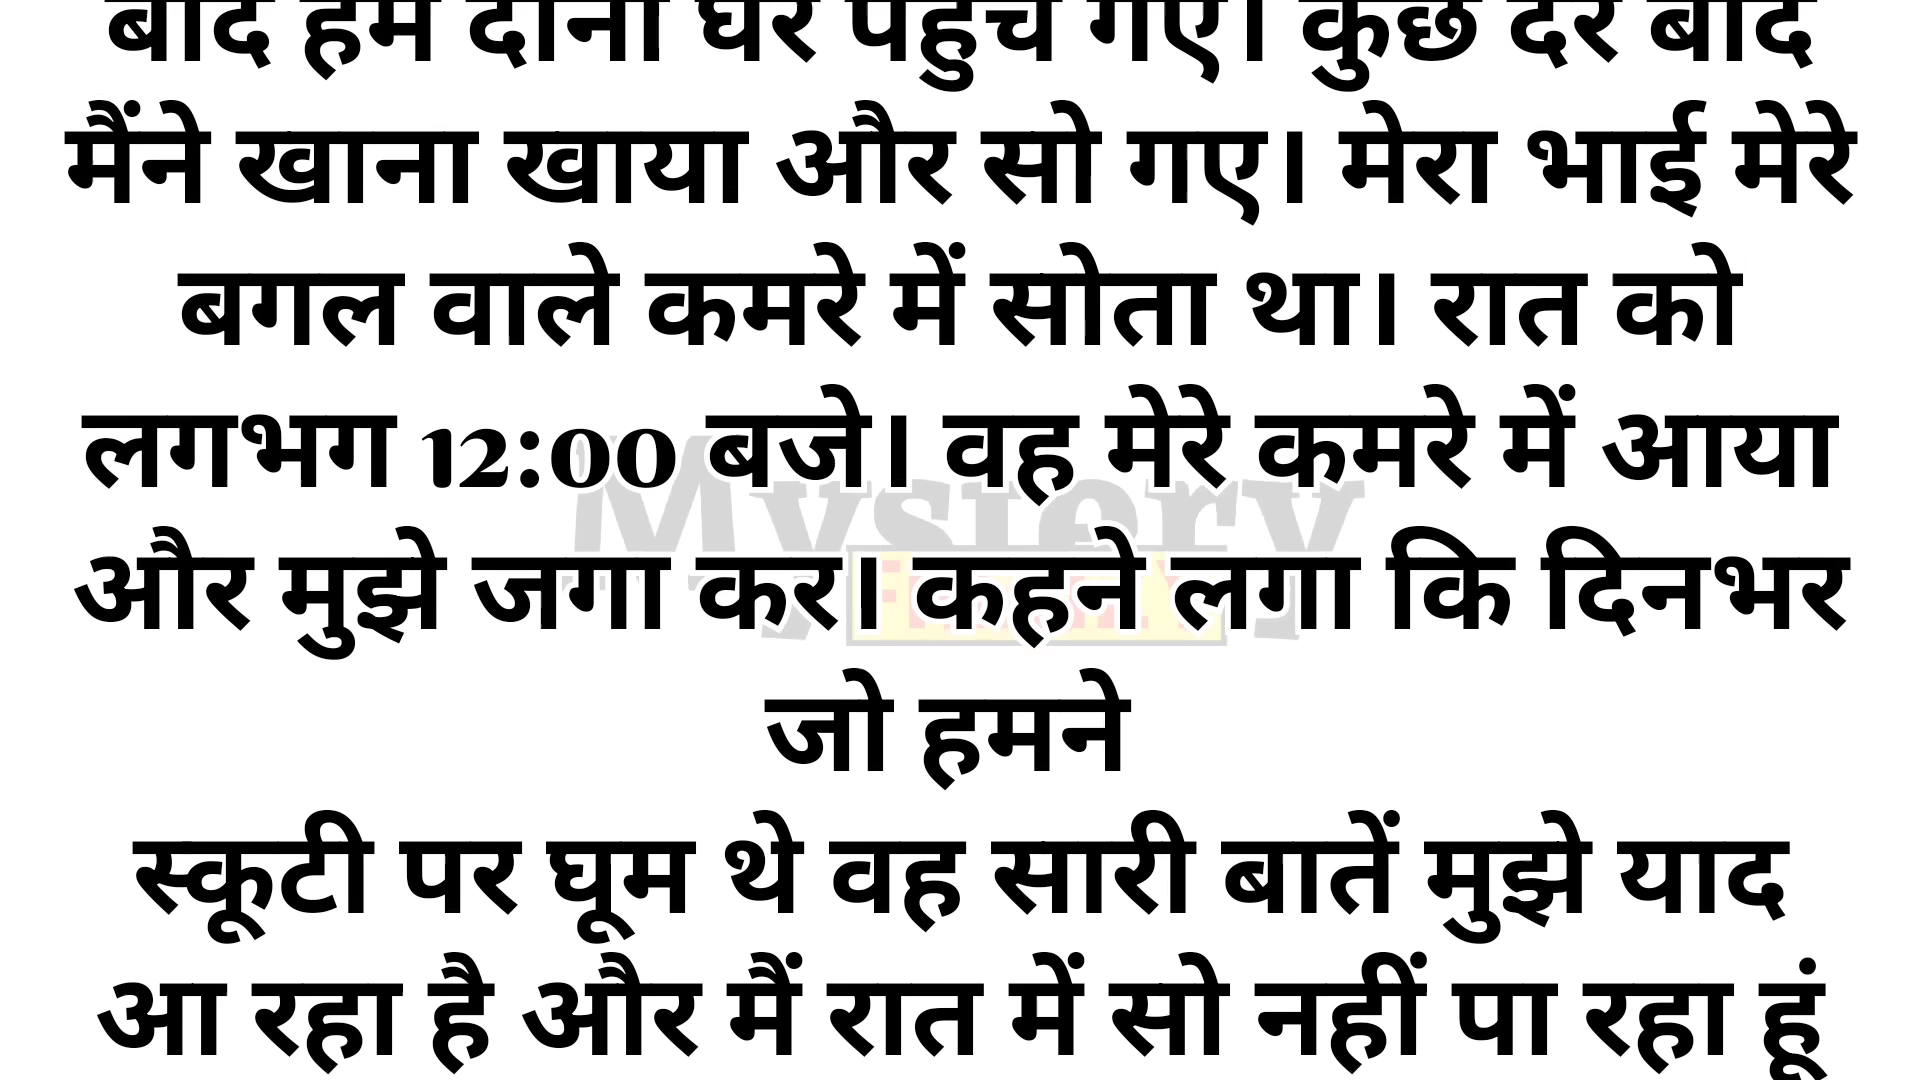 बाद हम दोनों घर पहुंच गए। कुछ देर बाद
मैंने खाना खाया और सो गए। मेरा भाई मेरे
बगल वाले कमरे में सोता था। रात को
लगभग 12:00 बजे। वह मेरे कमरे में आया
और मुझे जगा कर। कहने लगा कि दिनभर
जो हमने
स्कूटी पर घूम थे वह सारी बातें मुझे याद
आ रहा है और मैं रात में सो नहीं पा रहा हूं
Mystery